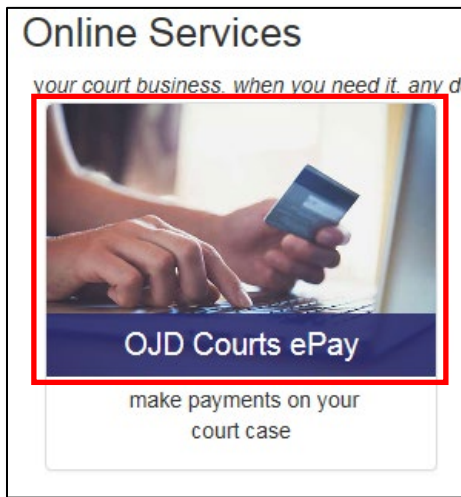 Online Services
your court business, when you need it, any d
OJD Courts ePay
make payments on your
court case